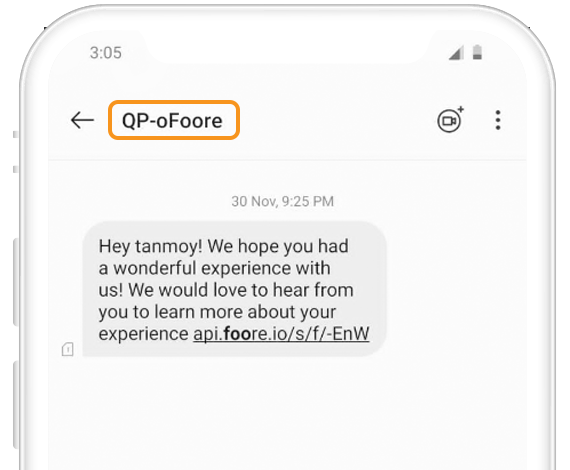 3:05
QP-oFoore
30 Nov, 9:25 PM
Hey tanmoy! We hope you had
a wonderful experience with
us! We would love to hear from
you to learn more about your
experience api.foore.io/s/f/-EnW